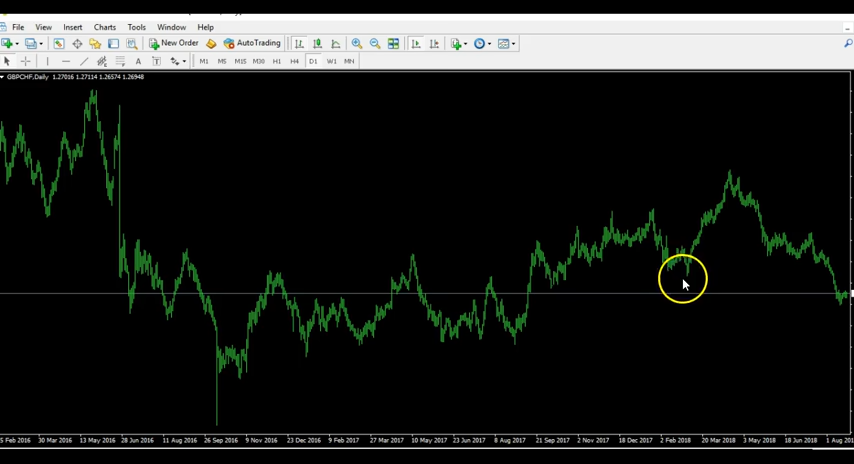 File View Insert Charts Tools Window Help
New Order AutoTrading
A T M1 M5 M15 M30 H1 H4 D1 W1 MN
GBPCHF,Daily 1.27016 1.27114 1.26574 1.26948
5 Feb 2016 30 Mar 2016 13 May 2016 28 Jun 2016 11 Aug 2016 26 Sep 2016 9 Nov 2016 23 Dec 2016 9 Feb 2017 27 Mar 2017 10 May 2017 23 Jun 2017 8 Aug 2017 21 Sep 2017 2 Nov 2017 18 Dec 2017 2 Feb 2018 20 Mar 2018 3 May 2018 18 Jun 2018 1 Aug 201